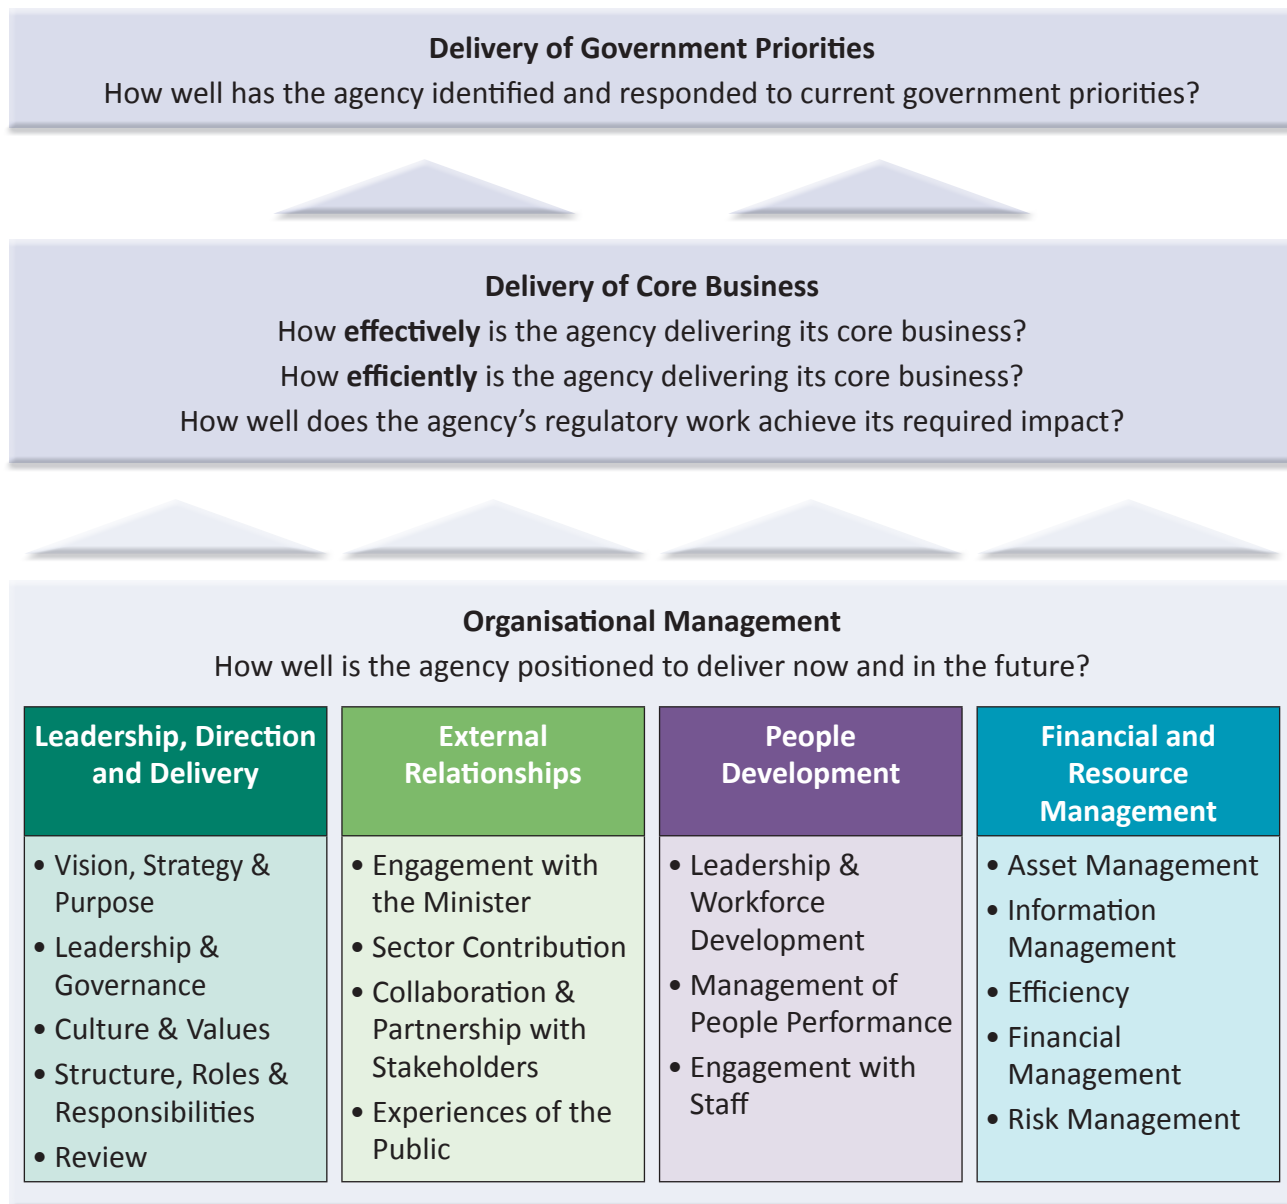 Delivery of Government Priorities
How well has the agency identified and responded to current government priorities?
Delivery of Core Business
How effectively is the agency delivering its core business?
How efficiently is the agency delivering its core business?
How well does the agency’s regulatory work achieve its required impact?
Organisational Management
How well is the agency positioned to deliver now and in the future?
Leadership, Direction
and Delivery
• Vision, Strategy &
Purpose
• Leadership &
Governance
• Culture & Values
• Structure, Roles &
Responsibilities
• Review
External
Relationships
• Engagement with
the Minister
• Sector Contribution
• Collaboration &
Partnership with
Stakeholders
• Experiences of the
Public
People
Development
• Leadership &
Workforce
Development
• Management of
People Performance
• Engagement with
Staff
Financial and
Resource
Management
• Asset Management
• Information
Management
• Efficiency
• Financial
Management
• Risk Management